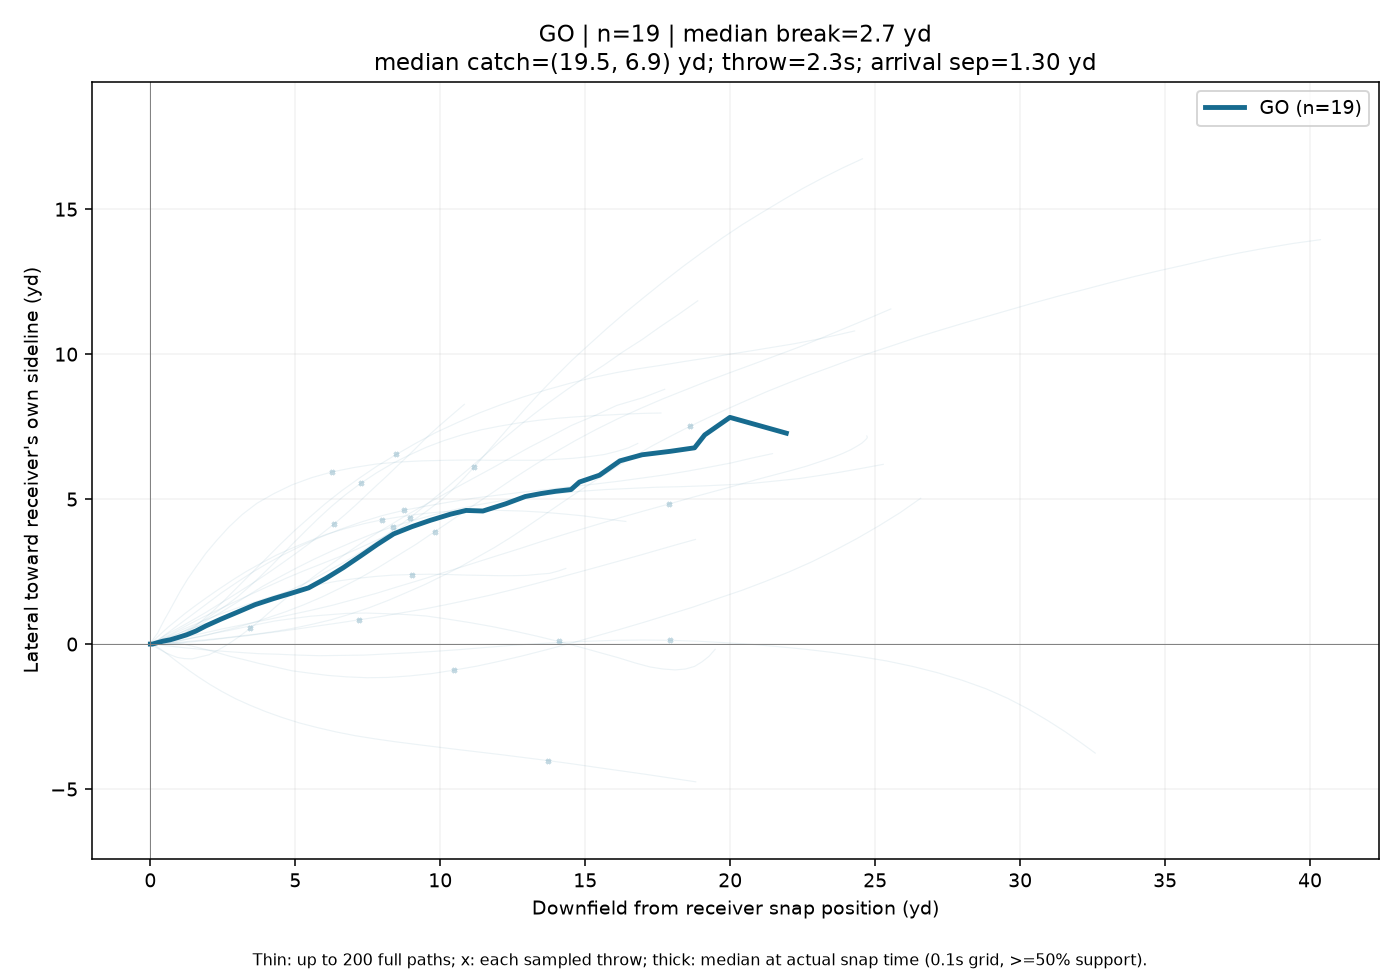 GO | n=19 | median break=2.7 yd
median catch=(19.5, 6.9) yd; throw=2.3s; arrival sep=1.30 yd
GO (n=19)
Lateral toward receiver's own sideline (yd)
15
10
5
0
−5
0 5 10 15 20 25 30 35 40
Downfield from receiver snap position (yd)
Thin: up to 200 full paths; x: each sampled throw; thick: median at actual snap time (0.1s grid, >=50% support).